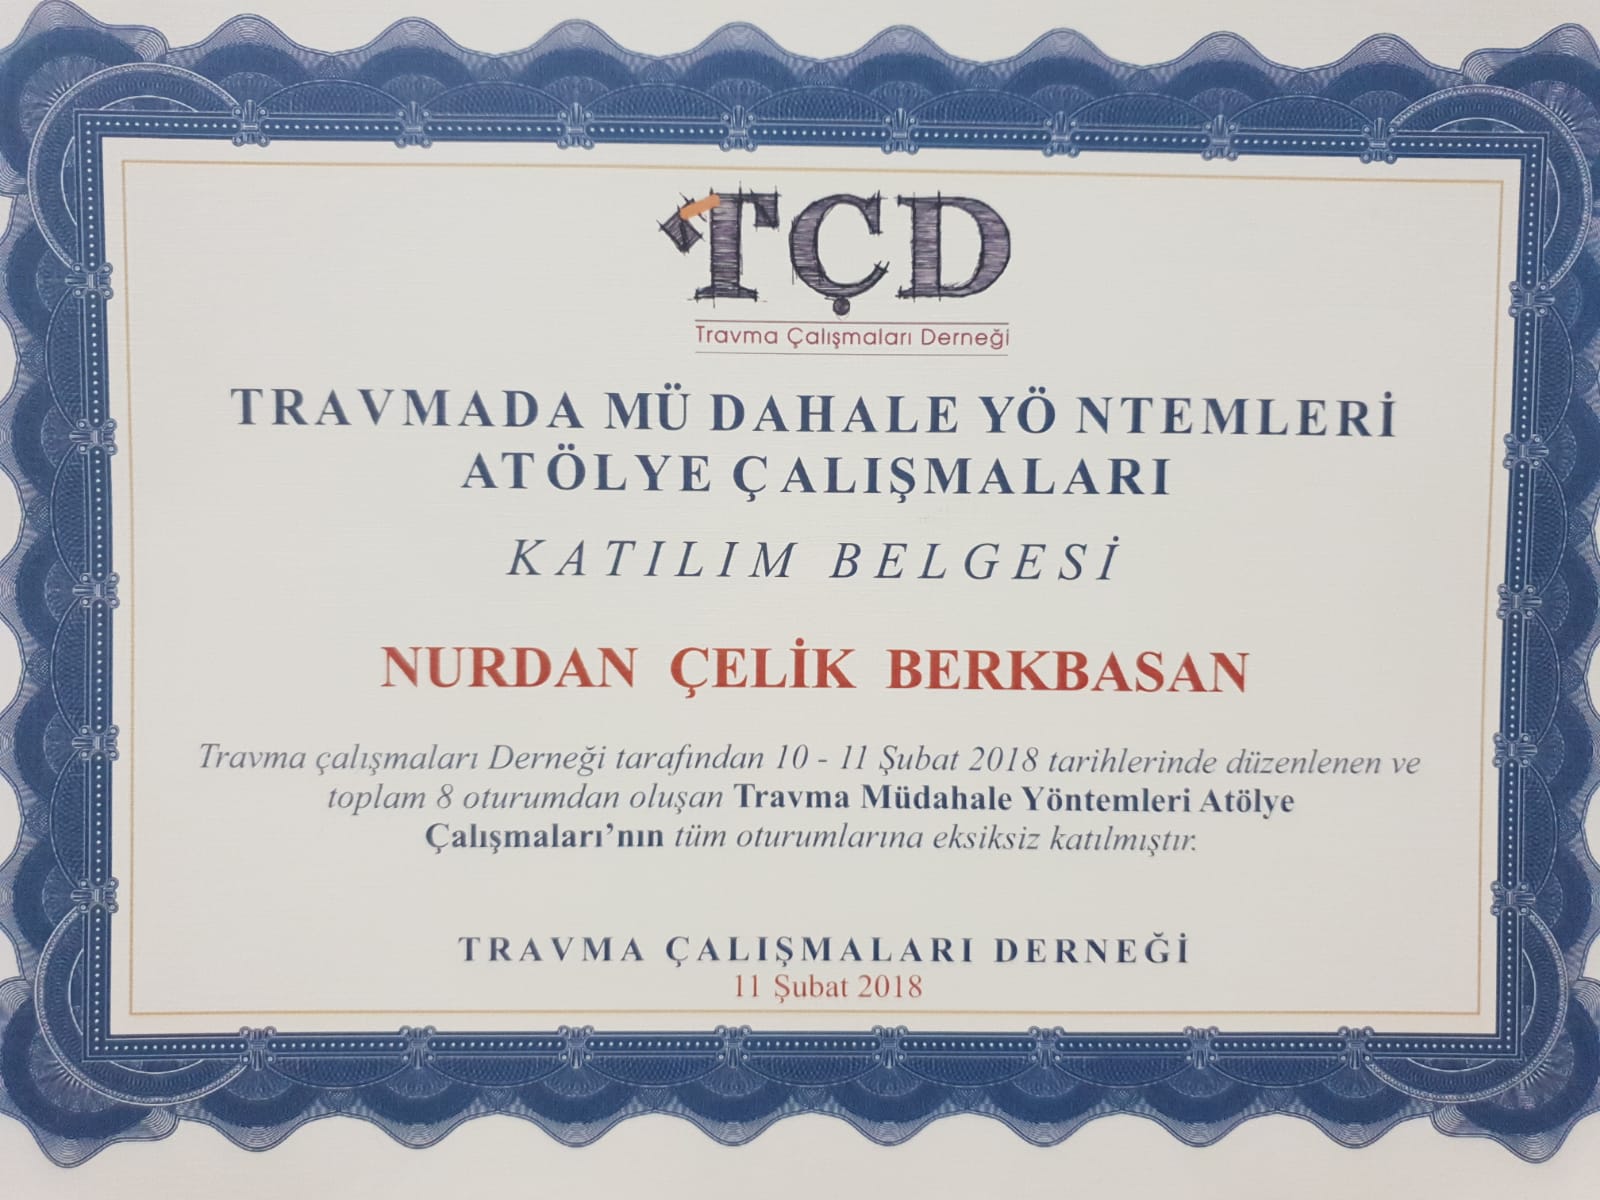 TÇD
Travma Çalışmaları Derneği
TRAVMADA MÜ DAHALE YÖ NTEMLERİ
ATÖLYE ÇALIŞMALARI
KATILIM BELGESİ
NURDAN ÇELİK BERKBASAN
Travma çalışmaları Derneği tarafından 10 - 11 Şubat 2018 tarihlerinde düzenlenen ve
toplam 8 oturumdan oluşan Travma Müdahale Yöntemleri Atölye
Çalışmaları’nın tüm oturumlarına eksiksiz katılmıştır.
TRAVMA ÇALIŞMALARI DERNEĞİ
11 Şubat 2018